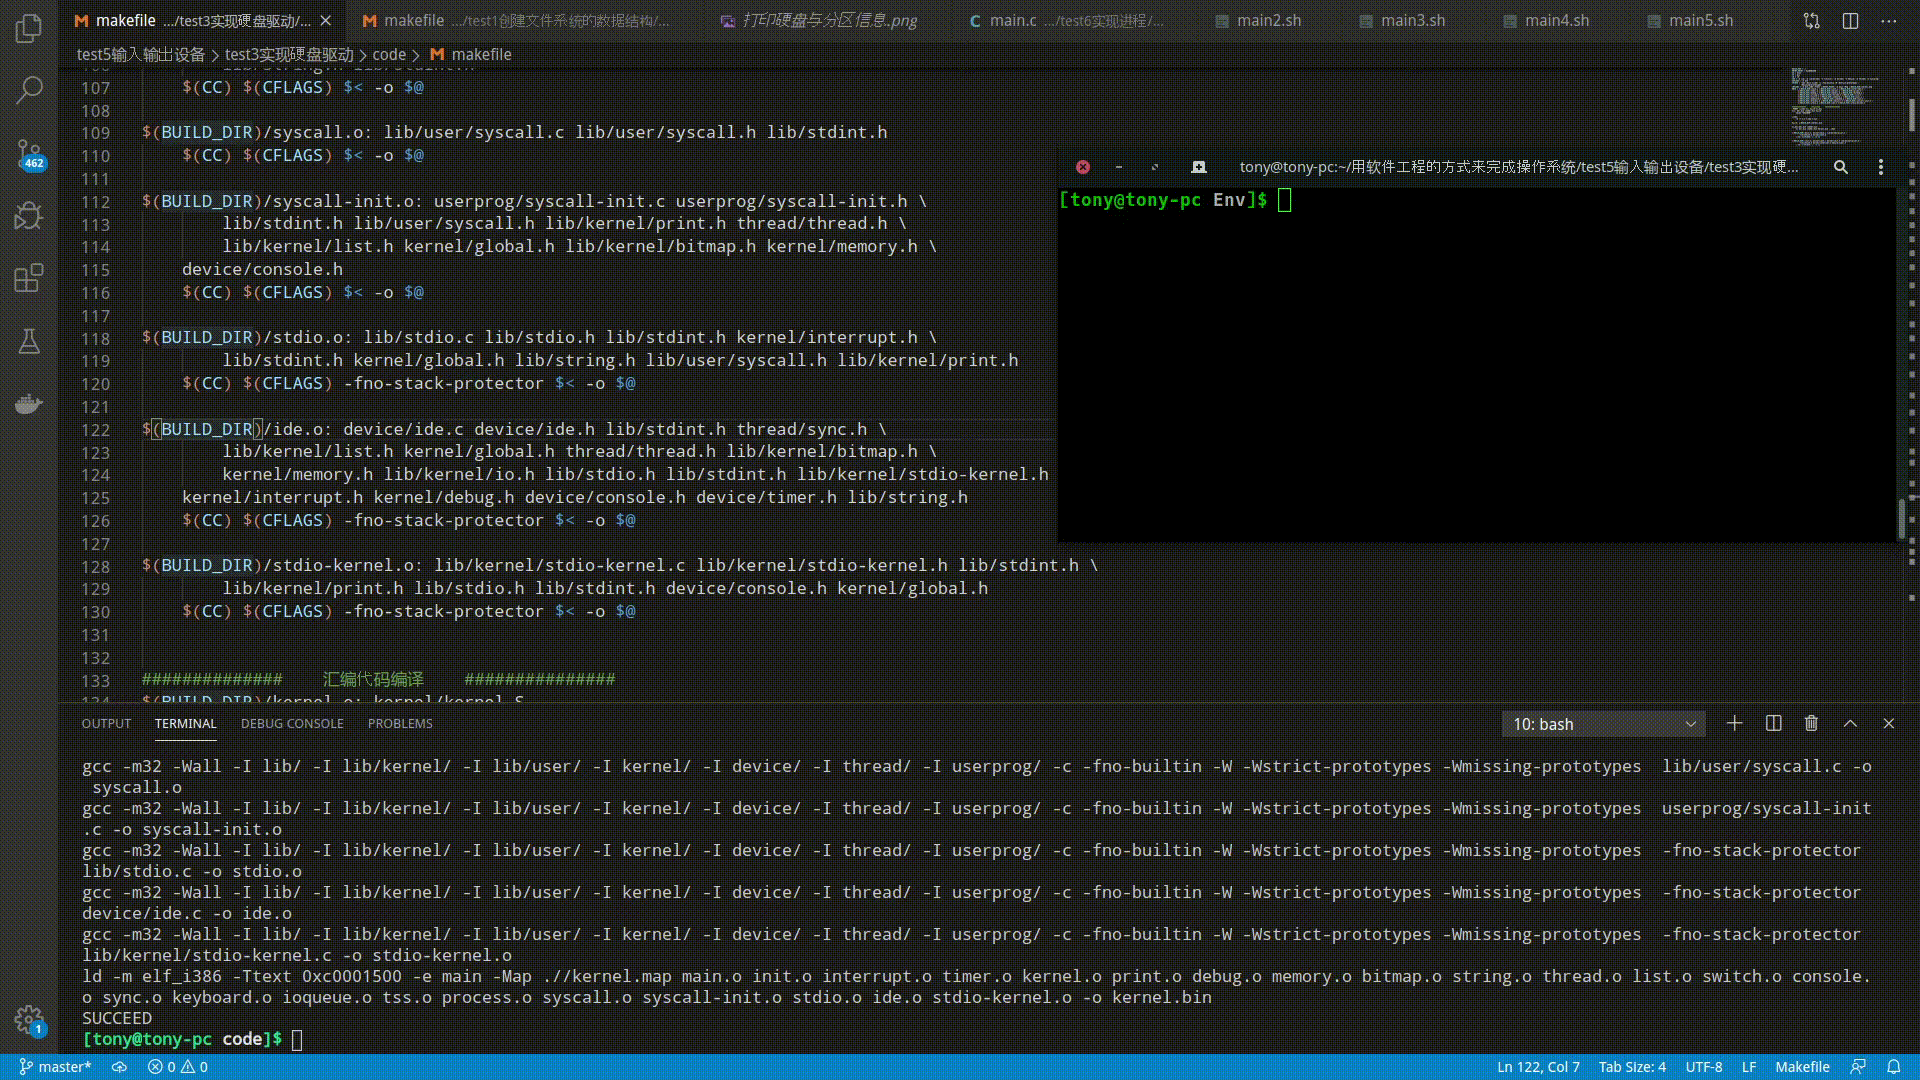 makefile .../test3实现硬盘驱动/...
makefile .../test1创建文件系统的数据结构/...
打印硬盘与分区信息.png
main.c .../test6实现进程/...
main2.sh
main3.sh
main4.sh
main5.sh
test5输入输出设备 > test3实现硬盘驱动 > code > makefile
107 $(CC) $(CFLAGS) $< -o $@
108
109 $(BUILD_DIR)/syscall.o: lib/user/syscall.c lib/user/syscall.h lib/stdint.h
110 $(CC) $(CFLAGS) $< -o $@
111
112 $(BUILD_DIR)/syscall-init.o: userprog/syscall-init.c userprog/syscall-init.h \
113 lib/stdint.h lib/user/syscall.h lib/kernel/print.h thread/thread.h \
114 lib/kernel/list.h kernel/global.h lib/kernel/bitmap.h kernel/memory.h \
115 device/console.h
116 $(CC) $(CFLAGS) $< -o $@
117
118 $(BUILD_DIR)/stdio.o: lib/stdio.c lib/stdio.h lib/stdint.h kernel/interrupt.h \
119 lib/stdint.h kernel/global.h lib/string.h lib/user/syscall.h lib/kernel/print.h
120 $(CC) $(CFLAGS) -fno-stack-protector $< -o $@
121
122 $(BUILD_DIR)/ide.o: device/ide.c device/ide.h lib/stdint.h thread/sync.h \
123 lib/kernel/list.h kernel/global.h thread/thread.h lib/kernel/bitmap.h \
124 kernel/memory.h lib/kernel/io.h lib/stdio.h lib/stdint.h lib/kernel/stdio-kernel.h
125 kernel/interrupt.h kernel/debug.h device/console.h device/timer.h lib/string.h
126 $(CC) $(CFLAGS) -fno-stack-protector $< -o $@
127
128 $(BUILD_DIR)/stdio-kernel.o: lib/kernel/stdio-kernel.c lib/kernel/stdio-kernel.h lib/stdint.h \
129 lib/kernel/print.h lib/stdio.h lib/stdint.h device/console.h kernel/global.h
130 $(CC) $(CFLAGS) -fno-stack-protector $< -o $@
131
132
133 ############## 汇编代码编译 ###############
134 $(BUILD_DIR)/kernel.o: kernel/kernel.S
tony@tony-pc:~/用软件工程的方式来完成操作系统/test5输入输出设备/test3实现硬...
[tony@tony-pc Env]$
462
OUTPUT TERMINAL DEBUG CONSOLE PROBLEMS
10: bash
gcc -m32 -Wall -I lib/ -I lib/kernel/ -I lib/user/ -I kernel/ -I device/ -I thread/ -I userprog/ -c -fno-builtin -W -Wstrict-prototypes -Wmissing-prototypes  lib/user/syscall.c -o
syscall.o
gcc -m32 -Wall -I lib/ -I lib/kernel/ -I lib/user/ -I kernel/ -I device/ -I thread/ -I userprog/ -c -fno-builtin -W -Wstrict-prototypes -Wmissing-prototypes  userprog/syscall-init
.c -o syscall-init.o
gcc -m32 -Wall -I lib/ -I lib/kernel/ -I lib/user/ -I kernel/ -I device/ -I thread/ -I userprog/ -c -fno-builtin -W -Wstrict-prototypes -Wmissing-prototypes  -fno-stack-protector
lib/stdio.c -o stdio.o
gcc -m32 -Wall -I lib/ -I lib/kernel/ -I lib/user/ -I kernel/ -I device/ -I thread/ -I userprog/ -c -fno-builtin -W -Wstrict-prototypes -Wmissing-prototypes  -fno-stack-protector
device/ide.c -o ide.o
gcc -m32 -Wall -I lib/ -I lib/kernel/ -I lib/user/ -I kernel/ -I device/ -I thread/ -I userprog/ -c -fno-builtin -W -Wstrict-prototypes -Wmissing-prototypes  -fno-stack-protector
lib/kernel/stdio-kernel.c -o stdio-kernel.o
ld -m elf_i386 -Ttext 0xc0001500 -e main -Map .//kernel.map main.o init.o interrupt.o timer.o kernel.o print.o debug.o memory.o bitmap.o string.o thread.o list.o switch.o console.
o sync.o keyboard.o ioqueue.o tss.o process.o syscall.o syscall-init.o stdio.o ide.o stdio-kernel.o -o kernel.bin
SUCCEED
[tony@tony-pc code]$
1
master* 0 0 Ln 122, Col 7 Tab Size: 4 UTF-8 LF Makefile